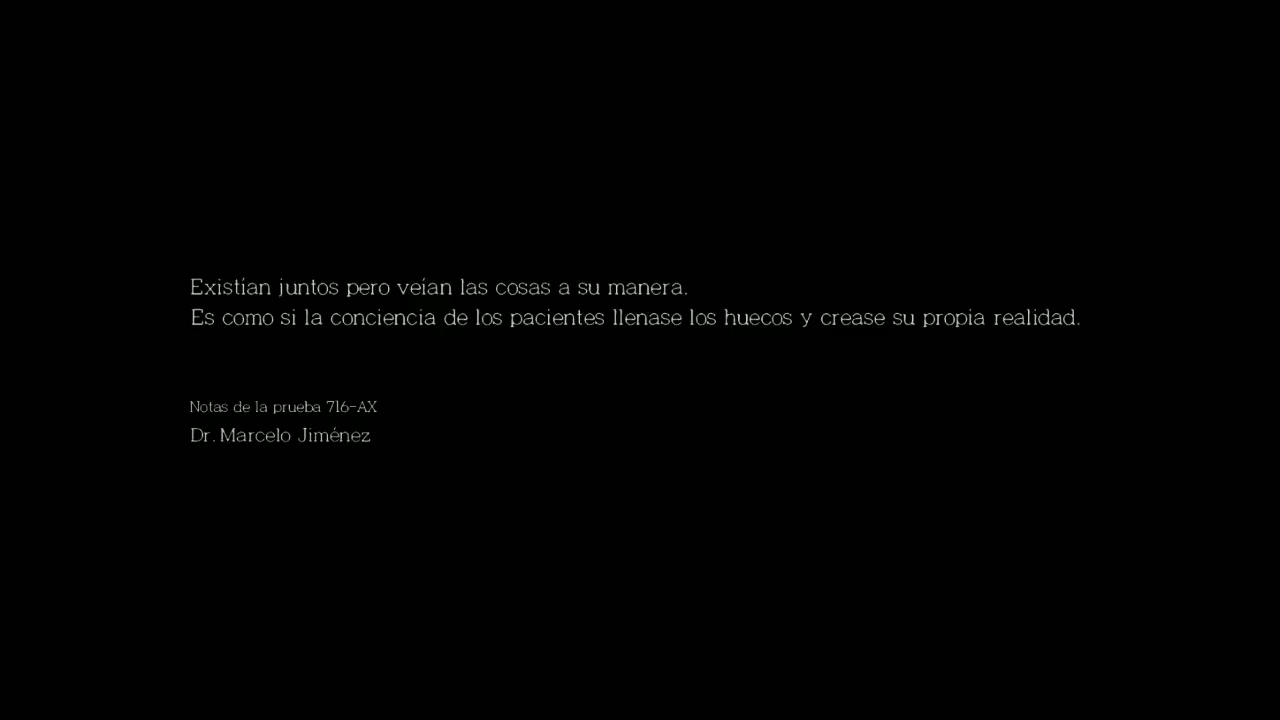 Existían juntos pero veían las cosas a su manera.
Es como si la conciencia de los pacientes llenase los huecos y crease su propia realidad.
Notas de la prueba 716-AX
Dr. Marcelo Jiménez